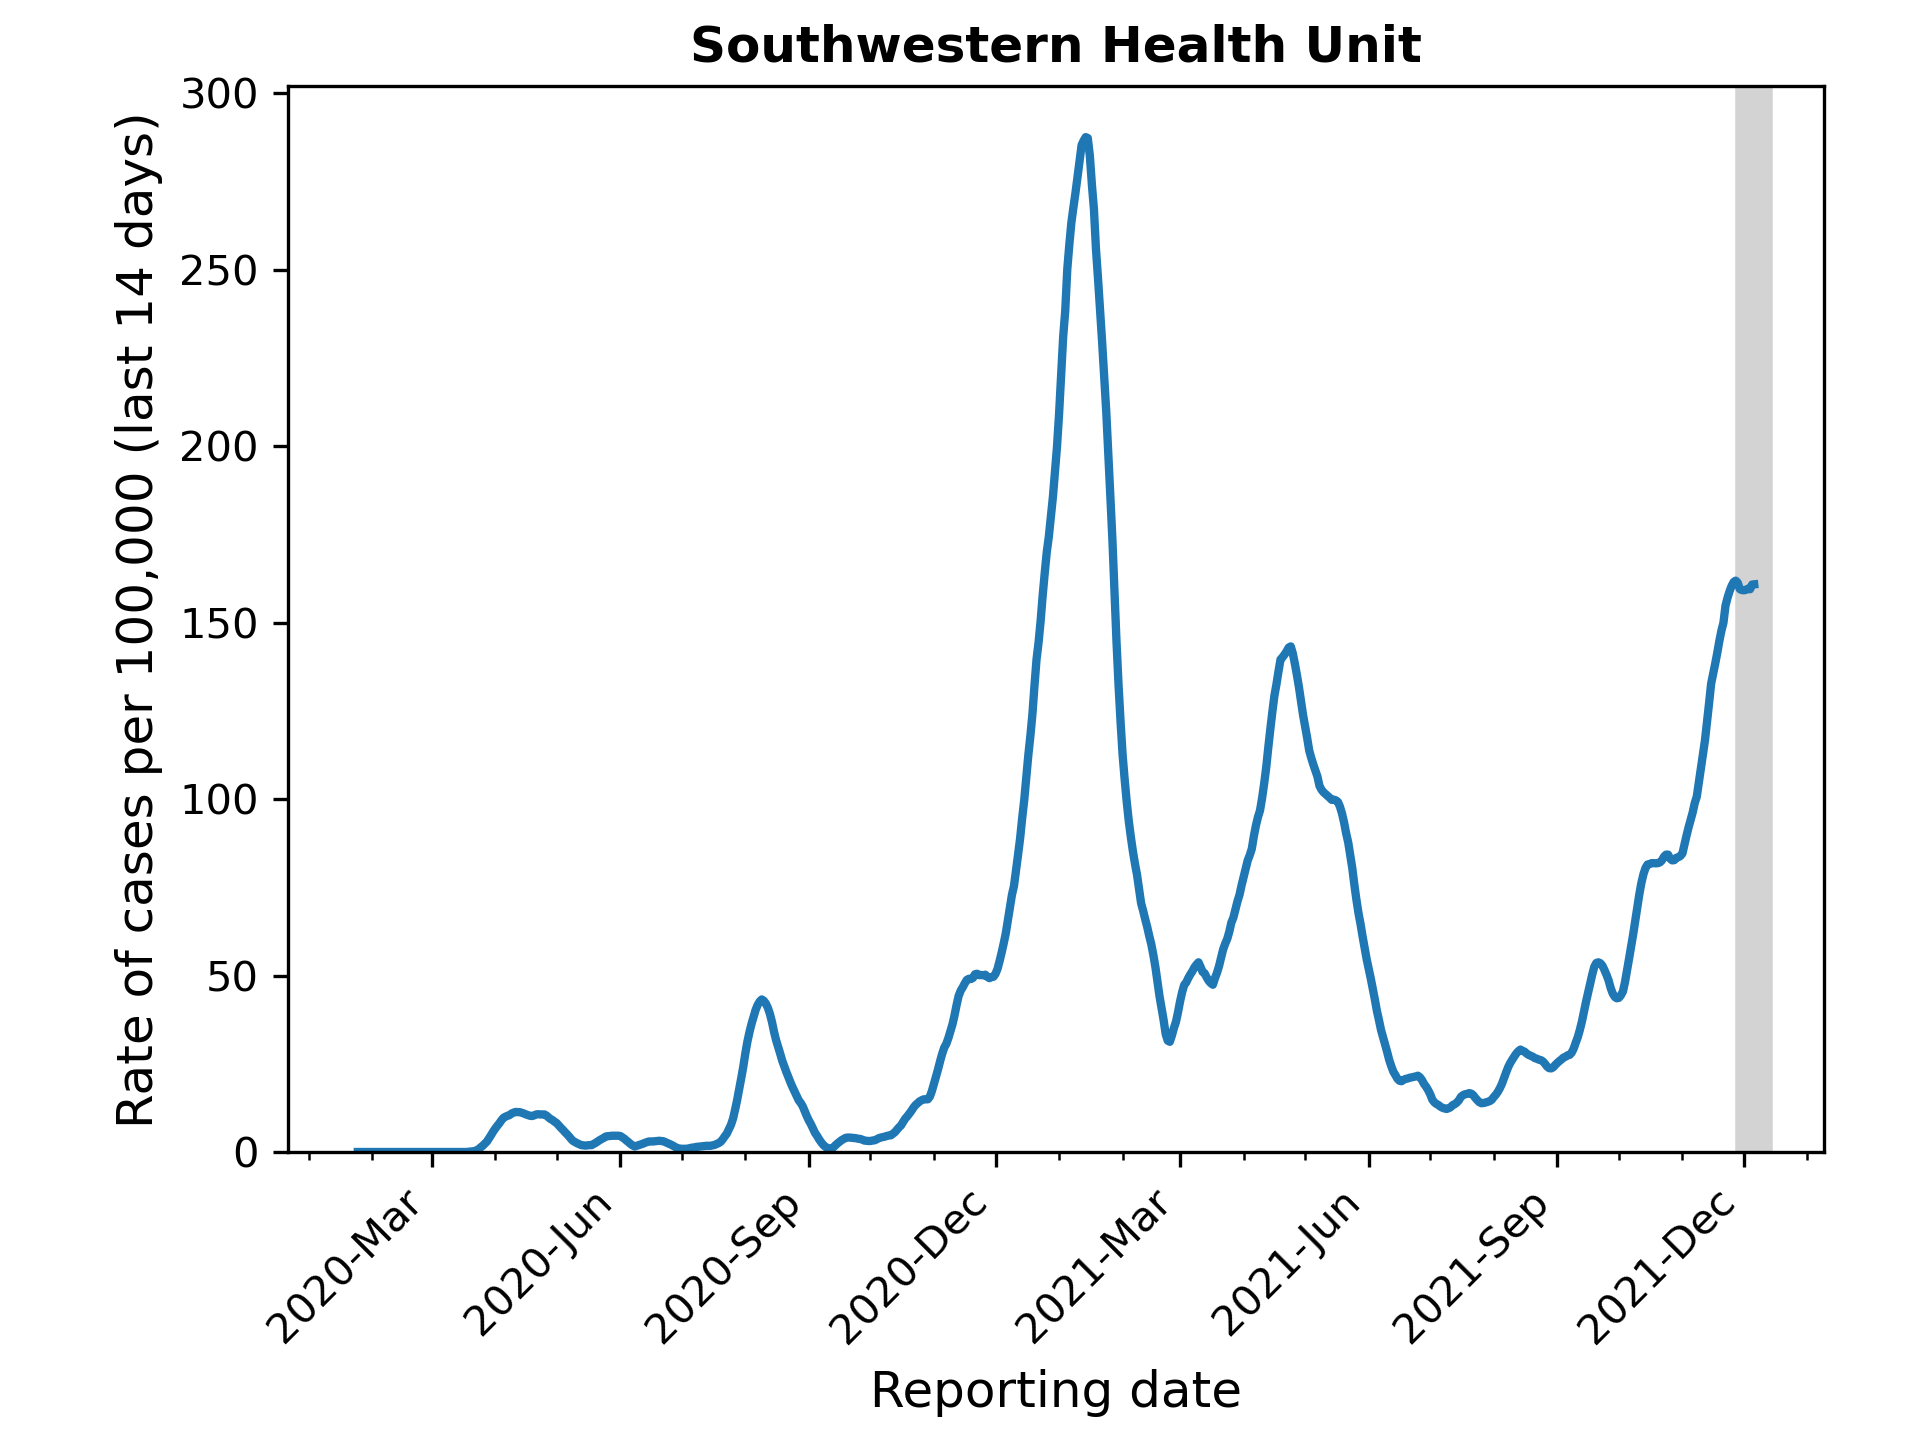 Southwestern Health Unit
Rate of cases per 100,000 (last 14 days)
300
250
200
150
100
50
0
2020-Mar
2020-Jun
2020-Sep
2020-Dec
2021-Mar
2021-Jun
2021-Sep
2021-Dec
Reporting date